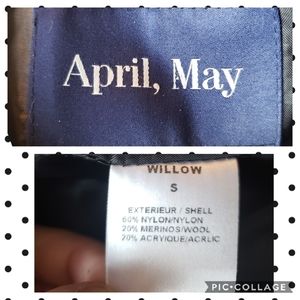 April, May
WILLOW
S
EXTERIEUR / SHELL
60% NYLON/NYLON
20% MERINOS/WOOL
20% ACRYIQUE/ACRLIC
PIC•COLLAGE